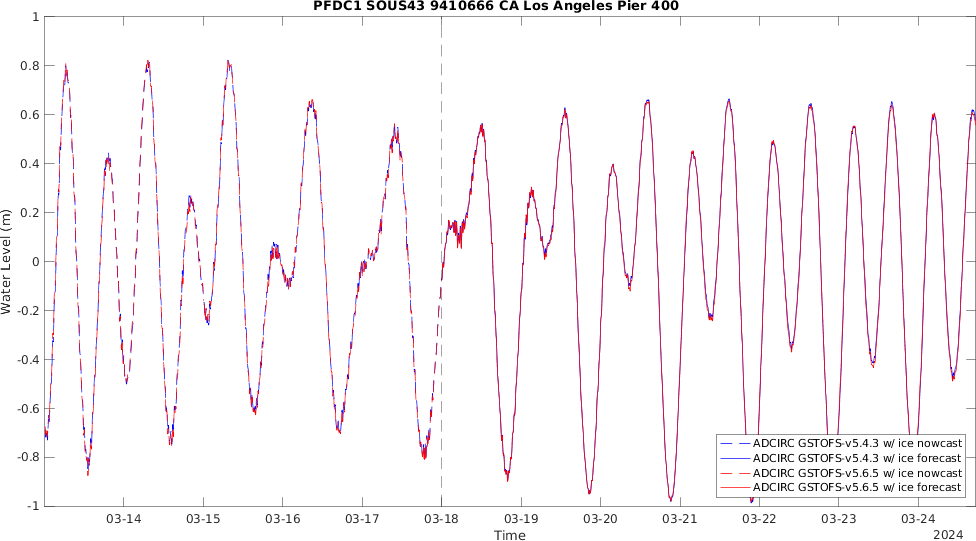 PFDC1 SOUS43 9410666 CA Los Angeles Pier 400
1
0.8
0.6
0.4
0.2
0
-0.2
-0.4
-0.6
-0.8
-1
Water Level (m)
ADCIRC GSTOFS-v5.4.3 w/ ice nowcast
ADCIRC GSTOFS-v5.4.3 w/ ice forecast
ADCIRC GSTOFS-v5.6.5 w/ ice nowcast
ADCIRC GSTOFS-v5.6.5 w/ ice forecast
03-14 03-15 03-16 03-17 03-18 03-19 03-20 03-21 03-22 03-23 03-24
Time
2024